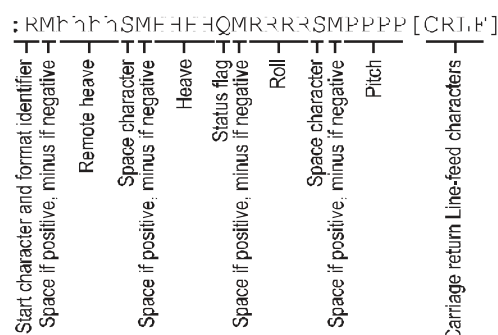 :RMhhhhSMHHHHQMRRRRSMPPPP[CRLF]
Start character and format identifier
Space if positive, minus if negative
Remote heave
Space character
Space if positive, minus if negative
Heave
Status flag
Space if positive, minus if negative
Roll
Space character
Space if positive, minus if negative
Pitch
Carriage return Line-feed characters